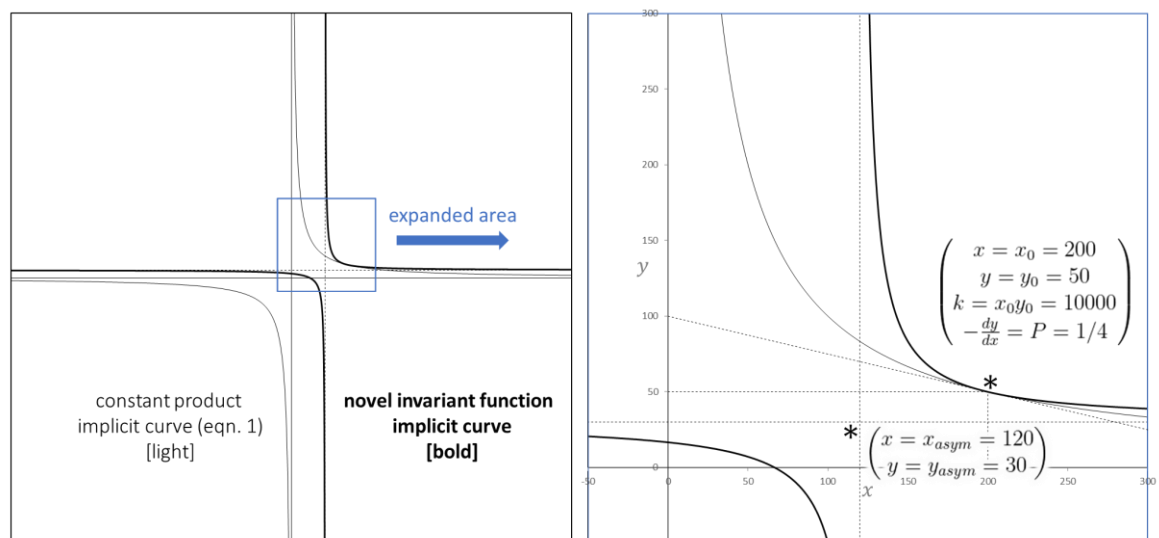 expanded area
constant product
implicit curve (eqn. 1)
[light]
novel invariant function
implicit curve
[bold]
300
250
200
150
y
100
50
0
-50
0
50
100
150
200
250
300
x
x = x₀ = 200
y = y₀ = 50
k = x₀y₀ = 10000
-dy/dx = P = 1/4
*
*
x = x_asym = 120
y = y_asym = 30